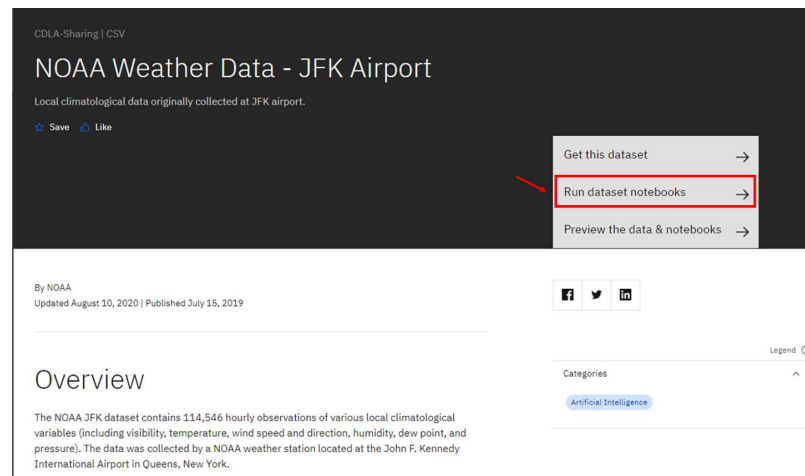 CDLA-Sharing | CSV
NOAA Weather Data - JFK Airport
Local climatological data originally collected at JFK airport.
Save Like
Get this dataset
Run dataset notebooks
Preview the data & notebooks
By NOAA
Updated August 10, 2020 | Published July 15, 2019
Legend
Categories
Artificial Intelligence
Overview
The NOAA JFK dataset contains 114,546 hourly observations of various local climatological
variables (including visibility, temperature, wind speed and direction, humidity, dew point, and
pressure). The data was collected by a NOAA weather station located at the John F. Kennedy
International Airport in Queens, New York.